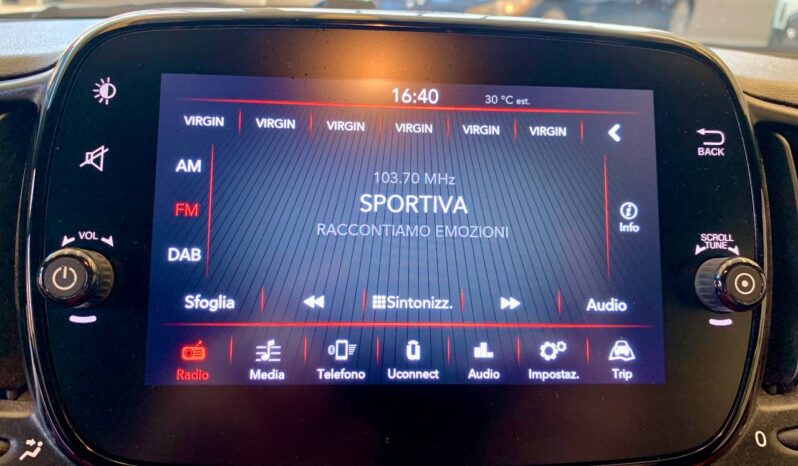 16:40 30 °C est.
VIRGIN VIRGIN VIRGIN VIRGIN VIRGIN VIRGIN
BACK
AM
103.70 MHz
FM
SPORTIVA
Info
RACCONTIAMO EMOZIONI
VOL
SCROLL
TUNE
DAB
Sfoglia Sintonizz. Audio
Radio Media Telefono Uconnect Audio Impostaz. Trip
0